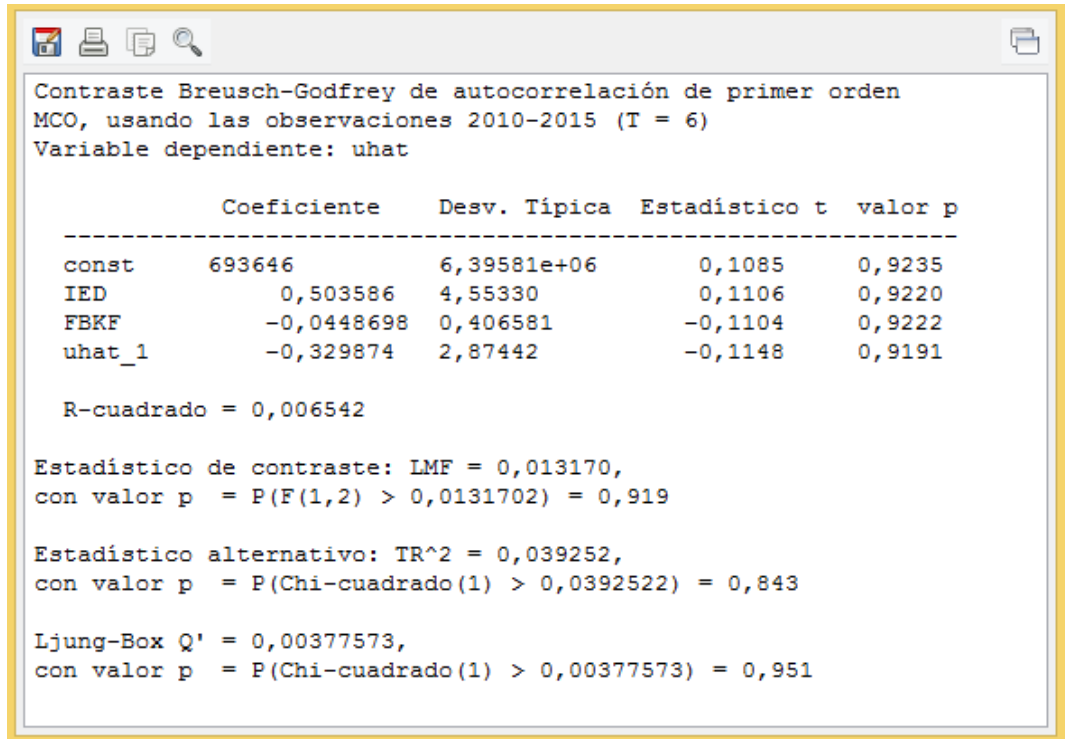 Contraste Breusch-Godfrey de autocorrelación de primer orden
MCO, usando las observaciones 2010-2015 (T = 6)
Variable dependiente: uhat
Coeficiente Desv. Típica Estadístico t valor p
---------------------------------------------------------------
const 693646 6,39581e+06 0,1085 0,9235
IED 0,503586 4,55330 0,1106 0,9220
FBKF -0,0448698 0,406581 -0,1104 0,9222
uhat_1 -0,329874 2,87442 -0,1148 0,9191
R-cuadrado = 0,006542
Estadístico de contraste: LMF = 0,013170,
con valor p = P(F(1,2) > 0,0131702) = 0,919
Estadístico alternativo: TR^2 = 0,039252,
con valor p = P(Chi-cuadrado(1) > 0,0392522) = 0,843
Ljung-Box Q' = 0,00377573,
con valor p = P(Chi-cuadrado(1) > 0,00377573) = 0,951